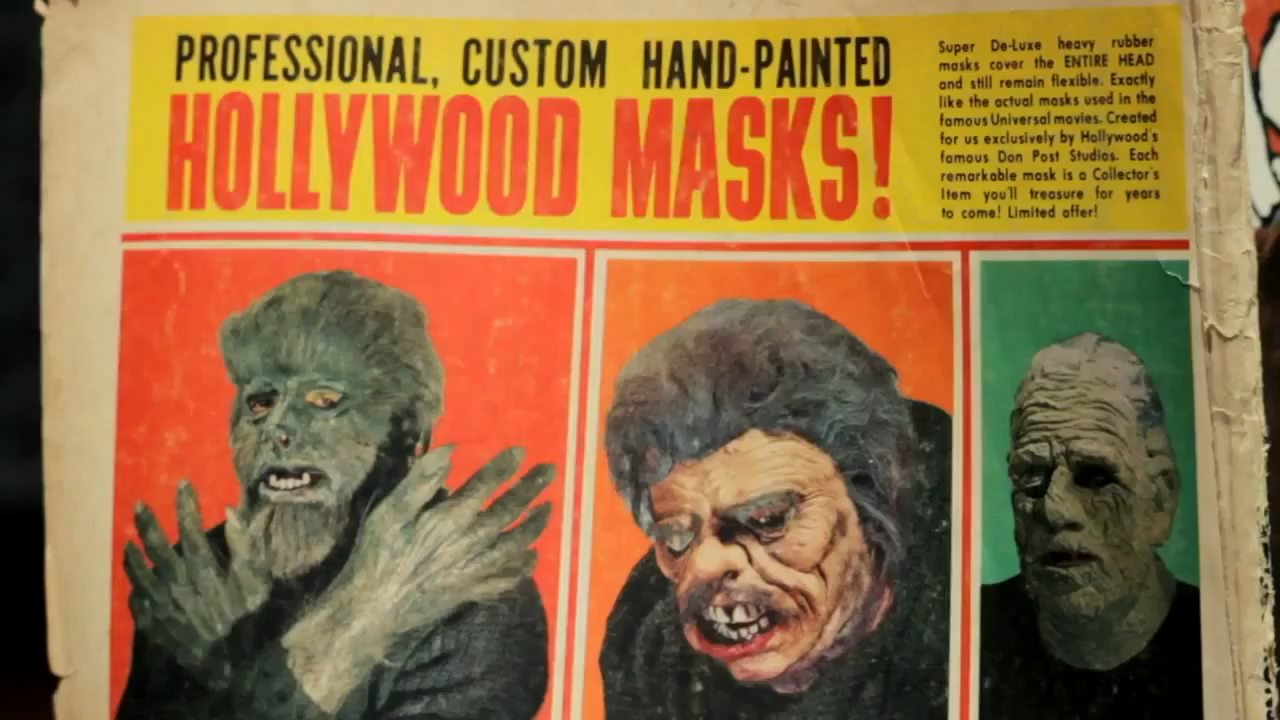 PROFESSIONAL, CUSTOM HAND-PAINTED
HOLLYWOOD MASKS!
Super De-Luxe heavy rubber
masks cover the ENTIRE HEAD
and still remain flexible. Exactly
like the actual masks used in the
famous Universal movies. Created
for us exclusively by Hollywood's
famous Don Post Studios. Each
remarkable mask is a Collector's
Item you'll treasure for years
to come! Limited offer!